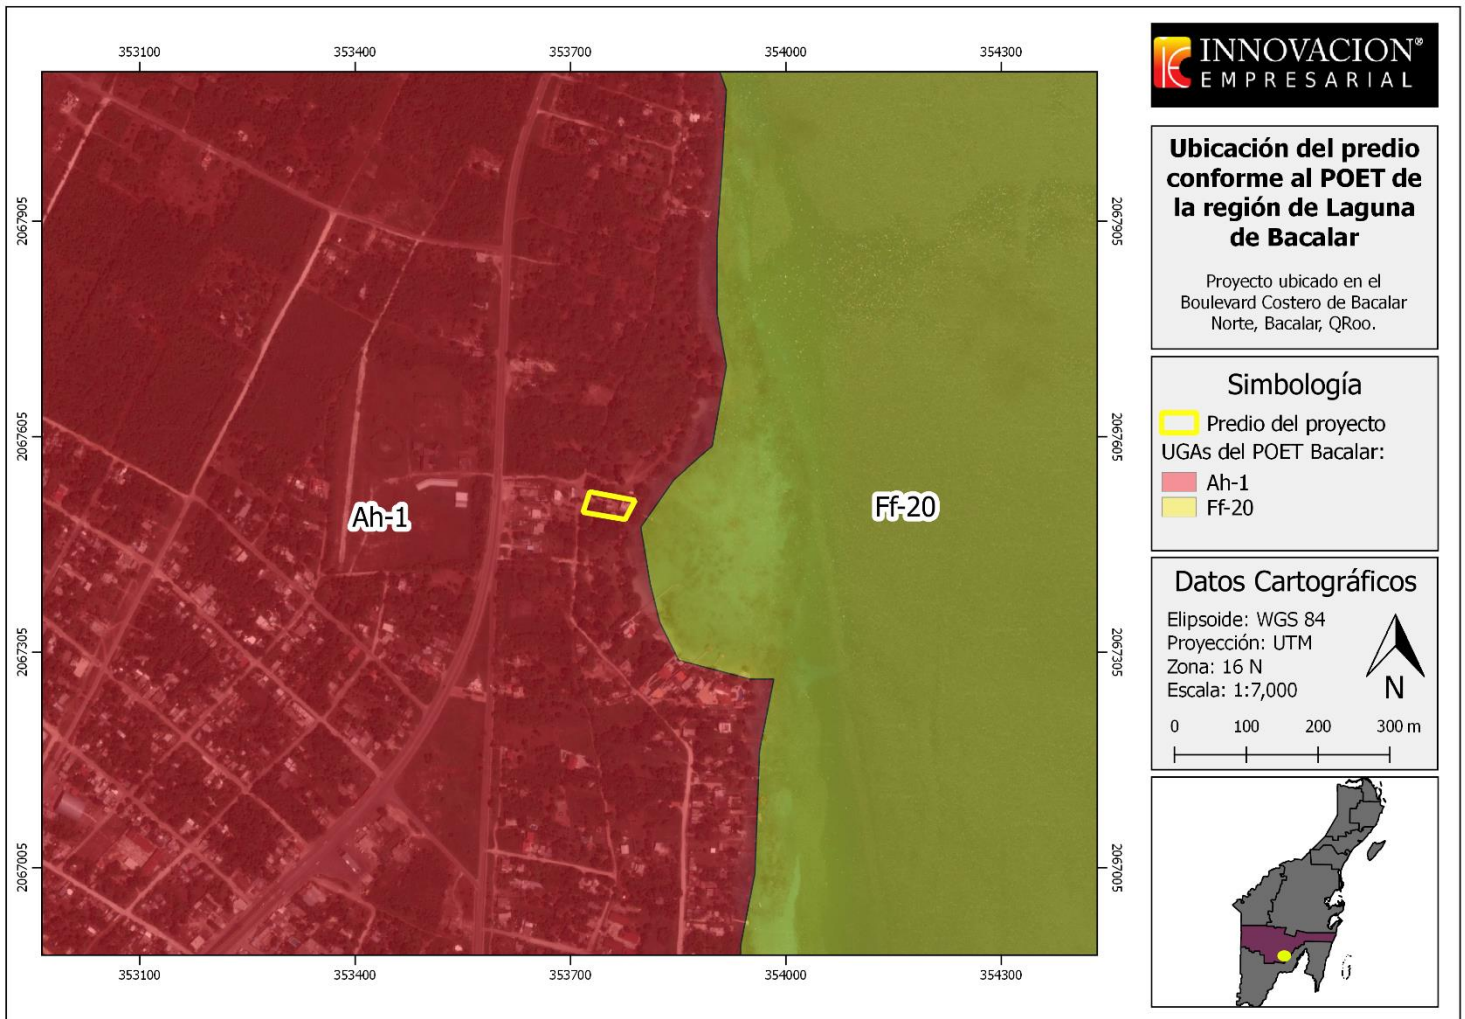 353100 353400 353700 354000 354300
2067905 2067905
2067605 2067605
2067305 2067305
2067005 2067005
Ah-1
Ff-20
353100 353400 353700 354000 354300
INNOVACION®
EMPRESARIAL
Ubicación del predio
conforme al POET de
la región de Laguna
de Bacalar
Proyecto ubicado en el
Boulevard Costero de Bacalar
Norte, Bacalar, QRoo.
Simbología
Predio del proyecto
UGAs del POET Bacalar:
Ah-1
Ff-20
Datos Cartográficos
Elipsoide: WGS 84
Proyección: UTM
Zona: 16 N
Escala: 1:7,000
N
0 100 200 300 m